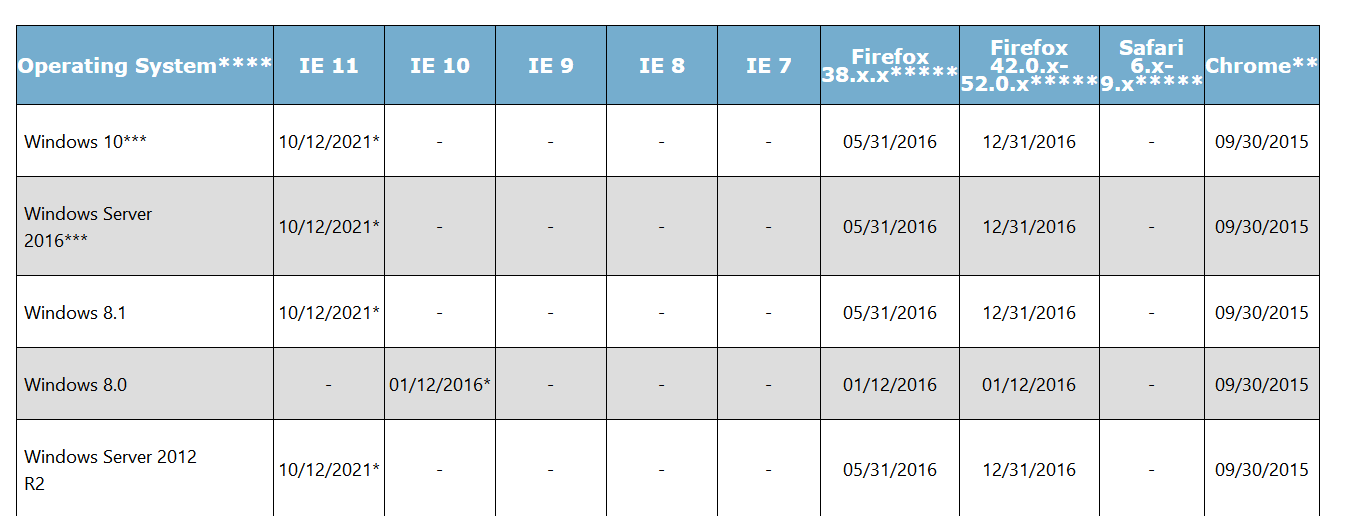 Operating System**** IE 11 IE 10 IE 9 IE 8 IE 7 Firefox 38.x.x***** Firefox 42.0.x-52.0.x***** Safari 6.x-9.x***** Chrome**
Windows 10*** 10/12/2021* - - - - 05/31/2016 12/31/2016 - 09/30/2015
Windows Server
2016*** 10/12/2021* - - - - 05/31/2016 12/31/2016 - 09/30/2015
Windows 8.1 10/12/2021* - - - - 05/31/2016 12/31/2016 - 09/30/2015
Windows 8.0 - 01/12/2016* - - - 01/12/2016 01/12/2016 - 09/30/2015
Windows Server 2012
R2 10/12/2021* - - - - 05/31/2016 12/31/2016 - 09/30/2015